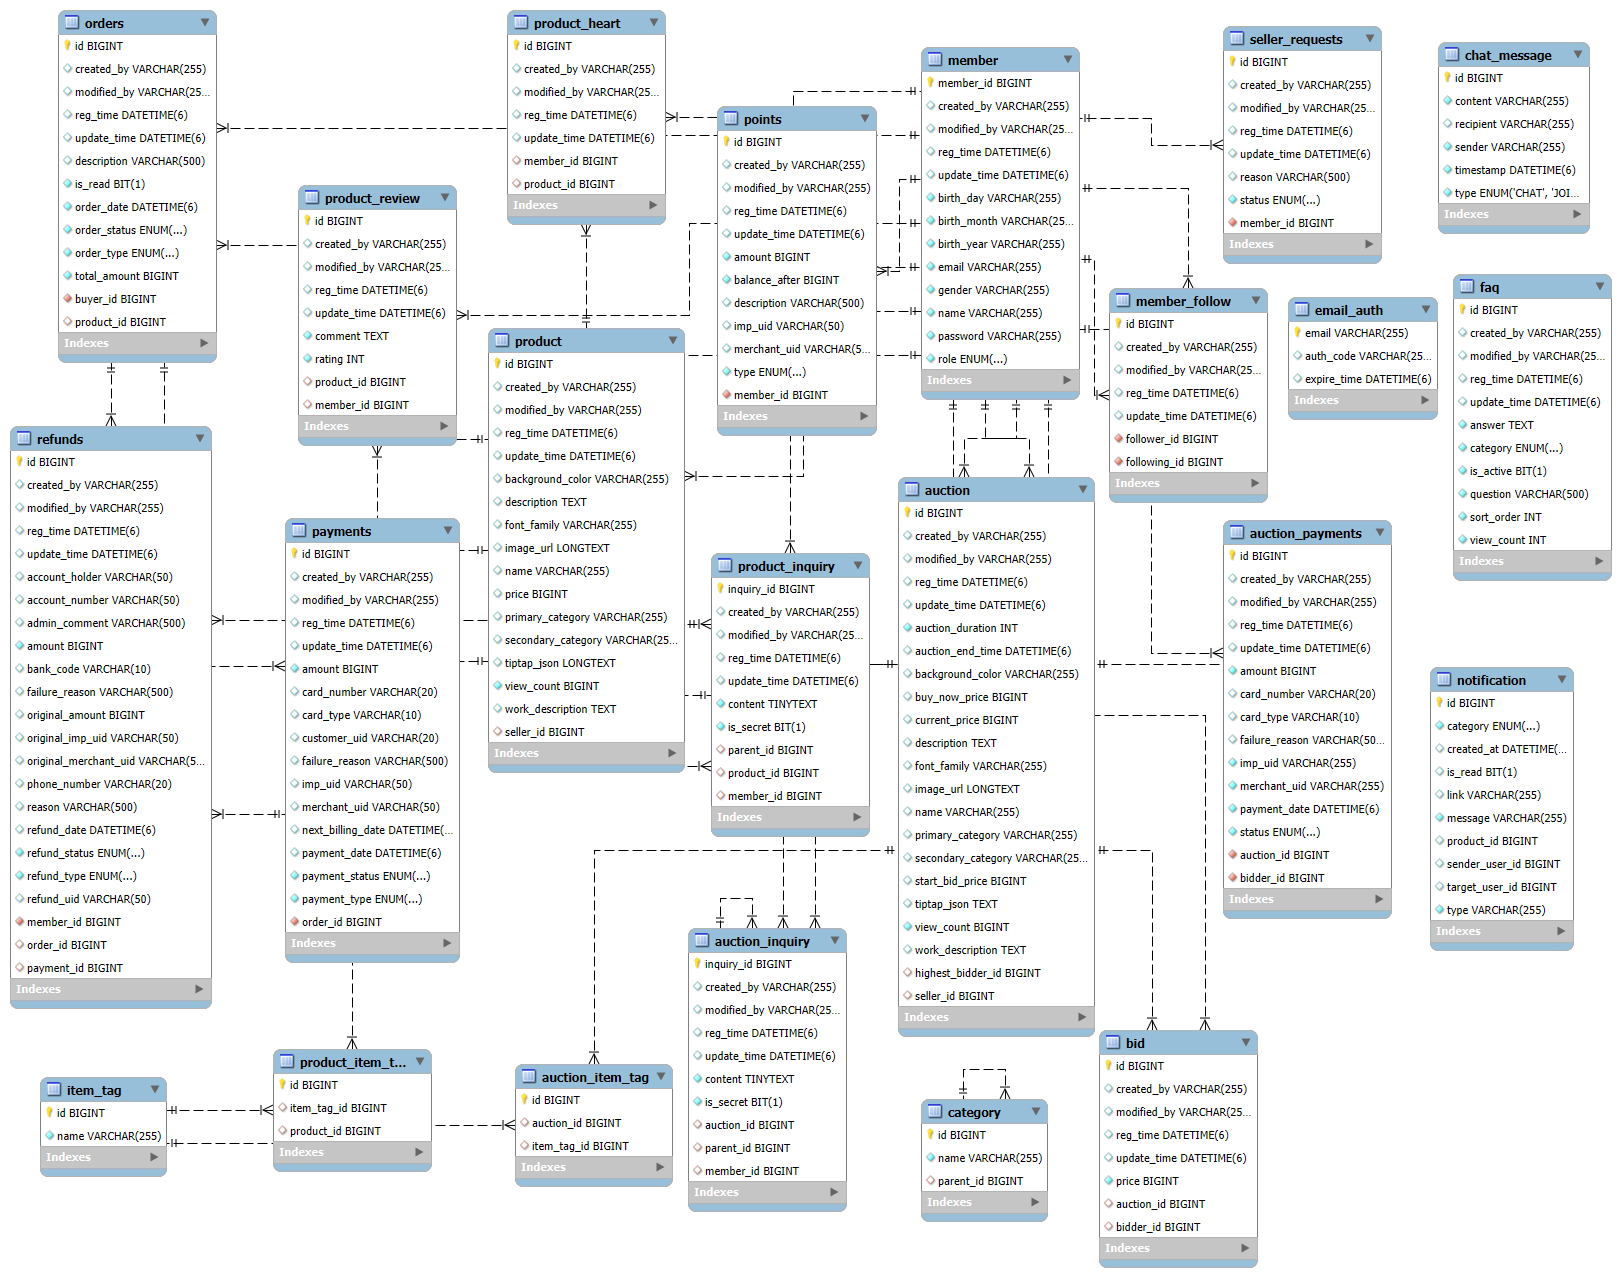 orders
id BIGINT
created_by VARCHAR(255)
modified_by VARCHAR(25...
reg_time DATETIME(6)
update_time DATETIME(6)
description VARCHAR(500)
is_read BIT(1)
order_date DATETIME(6)
order_status ENUM(...)
order_type ENUM(...)
total_amount BIGINT
buyer_id BIGINT
product_id BIGINT
Indexes
product_heart
id BIGINT
created_by VARCHAR(255)
modified_by VARCHAR(25...
reg_time DATETIME(6)
update_time DATETIME(6)
member_id BIGINT
product_id BIGINT
Indexes
member
member_id BIGINT
created_by VARCHAR(255)
modified_by VARCHAR(25...
reg_time DATETIME(6)
update_time DATETIME(6)
birth_day VARCHAR(255)
birth_month VARCHAR(25...
birth_year VARCHAR(255)
email VARCHAR(255)
gender VARCHAR(255)
name VARCHAR(255)
password VARCHAR(255)
role ENUM(...)
Indexes
seller_requests
id BIGINT
created_by VARCHAR(255)
modified_by VARCHAR(25...
reg_time DATETIME(6)
update_time DATETIME(6)
reason VARCHAR(500)
status ENUM(...)
member_id BIGINT
Indexes
chat_message
id BIGINT
content VARCHAR(255)
recipient VARCHAR(255)
sender VARCHAR(255)
timestamp DATETIME(6)
type ENUM('CHAT', 'JOI...
Indexes
points
id BIGINT
created_by VARCHAR(255)
modified_by VARCHAR(255)
reg_time DATETIME(6)
update_time DATETIME(6)
amount BIGINT
balance_after BIGINT
description VARCHAR(500)
imp_uid VARCHAR(50)
merchant_uid VARCHAR(5...
type ENUM(...)
member_id BIGINT
Indexes
product_review
id BIGINT
created_by VARCHAR(255)
modified_by VARCHAR(25...
reg_time DATETIME(6)
update_time DATETIME(6)
comment TEXT
rating INT
product_id BIGINT
member_id BIGINT
Indexes
product
id BIGINT
created_by VARCHAR(255)
modified_by VARCHAR(255)
reg_time DATETIME(6)
update_time DATETIME(6)
background_color VARCHAR(255)
description TEXT
font_family VARCHAR(255)
image_url LONGTEXT
name VARCHAR(255)
price BIGINT
primary_category VARCHAR(255)
secondary_category VARCHAR(25...
tiptap_json LONGTEXT
view_count BIGINT
work_description TEXT
seller_id BIGINT
Indexes
member_follow
id BIGINT
created_by VARCHAR(255)
modified_by VARCHAR(25...
reg_time DATETIME(6)
update_time DATETIME(6)
follower_id BIGINT
following_id BIGINT
Indexes
email_auth
email VARCHAR(255)
auth_code VARCHAR(25...
expire_time DATETIME(6)
Indexes
faq
id BIGINT
created_by VARCHAR(255)
modified_by VARCHAR(25...
reg_time DATETIME(6)
update_time DATETIME(6)
answer TEXT
category ENUM(...)
is_active BIT(1)
question VARCHAR(500)
sort_order INT
view_count INT
Indexes
refunds
id BIGINT
created_by VARCHAR(255)
modified_by VARCHAR(255)
reg_time DATETIME(6)
update_time DATETIME(6)
account_holder VARCHAR(50)
account_number VARCHAR(50)
admin_comment VARCHAR(500)
amount BIGINT
bank_code VARCHAR(10)
failure_reason VARCHAR(500)
original_amount BIGINT
original_imp_uid VARCHAR(50)
original_merchant_uid VARCHAR(5...
phone_number VARCHAR(20)
reason VARCHAR(500)
refund_date DATETIME(6)
refund_status ENUM(...)
refund_type ENUM(...)
refund_uid VARCHAR(50)
member_id BIGINT
order_id BIGINT
payment_id BIGINT
Indexes
payments
id BIGINT
created_by VARCHAR(255)
modified_by VARCHAR(255)
reg_time DATETIME(6)
update_time DATETIME(6)
amount BIGINT
card_number VARCHAR(20)
card_type VARCHAR(10)
customer_uid VARCHAR(20)
failure_reason VARCHAR(500)
imp_uid VARCHAR(50)
merchant_uid VARCHAR(50)
next_billing_date DATETIME(...
payment_date DATETIME(6)
payment_status ENUM(...)
payment_type ENUM(...)
order_id BIGINT
Indexes
product_inquiry
inquiry_id BIGINT
created_by VARCHAR(255)
modified_by VARCHAR(25...
reg_time DATETIME(6)
update_time DATETIME(6)
content TINYTEXT
is_secret BIT(1)
parent_id BIGINT
product_id BIGINT
member_id BIGINT
Indexes
auction
id BIGINT
created_by VARCHAR(255)
modified_by VARCHAR(255)
reg_time DATETIME(6)
update_time DATETIME(6)
auction_duration INT
auction_end_time DATETIME(6)
background_color VARCHAR(255)
buy_now_price BIGINT
current_price BIGINT
description TEXT
font_family VARCHAR(255)
image_url LONGTEXT
name VARCHAR(255)
primary_category VARCHAR(255)
secondary_category VARCHAR(25...
start_bid_price BIGINT
tiptap_json TEXT
view_count BIGINT
work_description TEXT
highest_bidder_id BIGINT
seller_id BIGINT
Indexes
auction_payments
id BIGINT
created_by VARCHAR(255)
modified_by VARCHAR(255)
reg_time DATETIME(6)
update_time DATETIME(6)
amount BIGINT
card_number VARCHAR(20)
card_type VARCHAR(10)
failure_reason VARCHAR(50...
imp_uid VARCHAR(255)
merchant_uid VARCHAR(255)
payment_date DATETIME(6)
status ENUM(...)
auction_id BIGINT
bidder_id BIGINT
Indexes
notification
id BIGINT
category ENUM(...)
created_at DATETIME(...
is_read BIT(1)
link VARCHAR(255)
message VARCHAR(255)
product_id BIGINT
sender_user_id BIGINT
target_user_id BIGINT
type VARCHAR(255)
Indexes
auction_inquiry
inquiry_id BIGINT
created_by VARCHAR(255)
modified_by VARCHAR(25...
reg_time DATETIME(6)
update_time DATETIME(6)
content TINYTEXT
is_secret BIT(1)
auction_id BIGINT
parent_id BIGINT
member_id BIGINT
Indexes
item_tag
id BIGINT
name VARCHAR(255)
Indexes
product_item_t...
id BIGINT
item_tag_id BIGINT
product_id BIGINT
Indexes
auction_item_tag
id BIGINT
auction_id BIGINT
item_tag_id BIGINT
Indexes
category
id BIGINT
name VARCHAR(255)
parent_id BIGINT
Indexes
bid
id BIGINT
created_by VARCHAR(255)
modified_by VARCHAR(25...
reg_time DATETIME(6)
update_time DATETIME(6)
price BIGINT
auction_id BIGINT
bidder_id BIGINT
Indexes